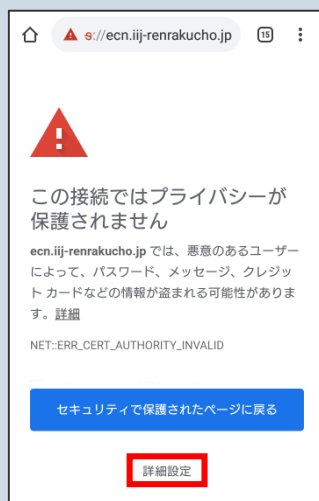 s://ecn.iij-renrakucho.jp 15
この接続ではプライバシーが
保護されません
ecn.iij-renrakucho.jp では、悪意のあるユーザー
によって、パスワード、メッセージ、クレジッ
ト カードなどの情報が盗まれる可能性がありま
す。詳細
NET::ERR_CERT_AUTHORITY_INVALID
セキュリティで保護されたページに戻る
詳細設定